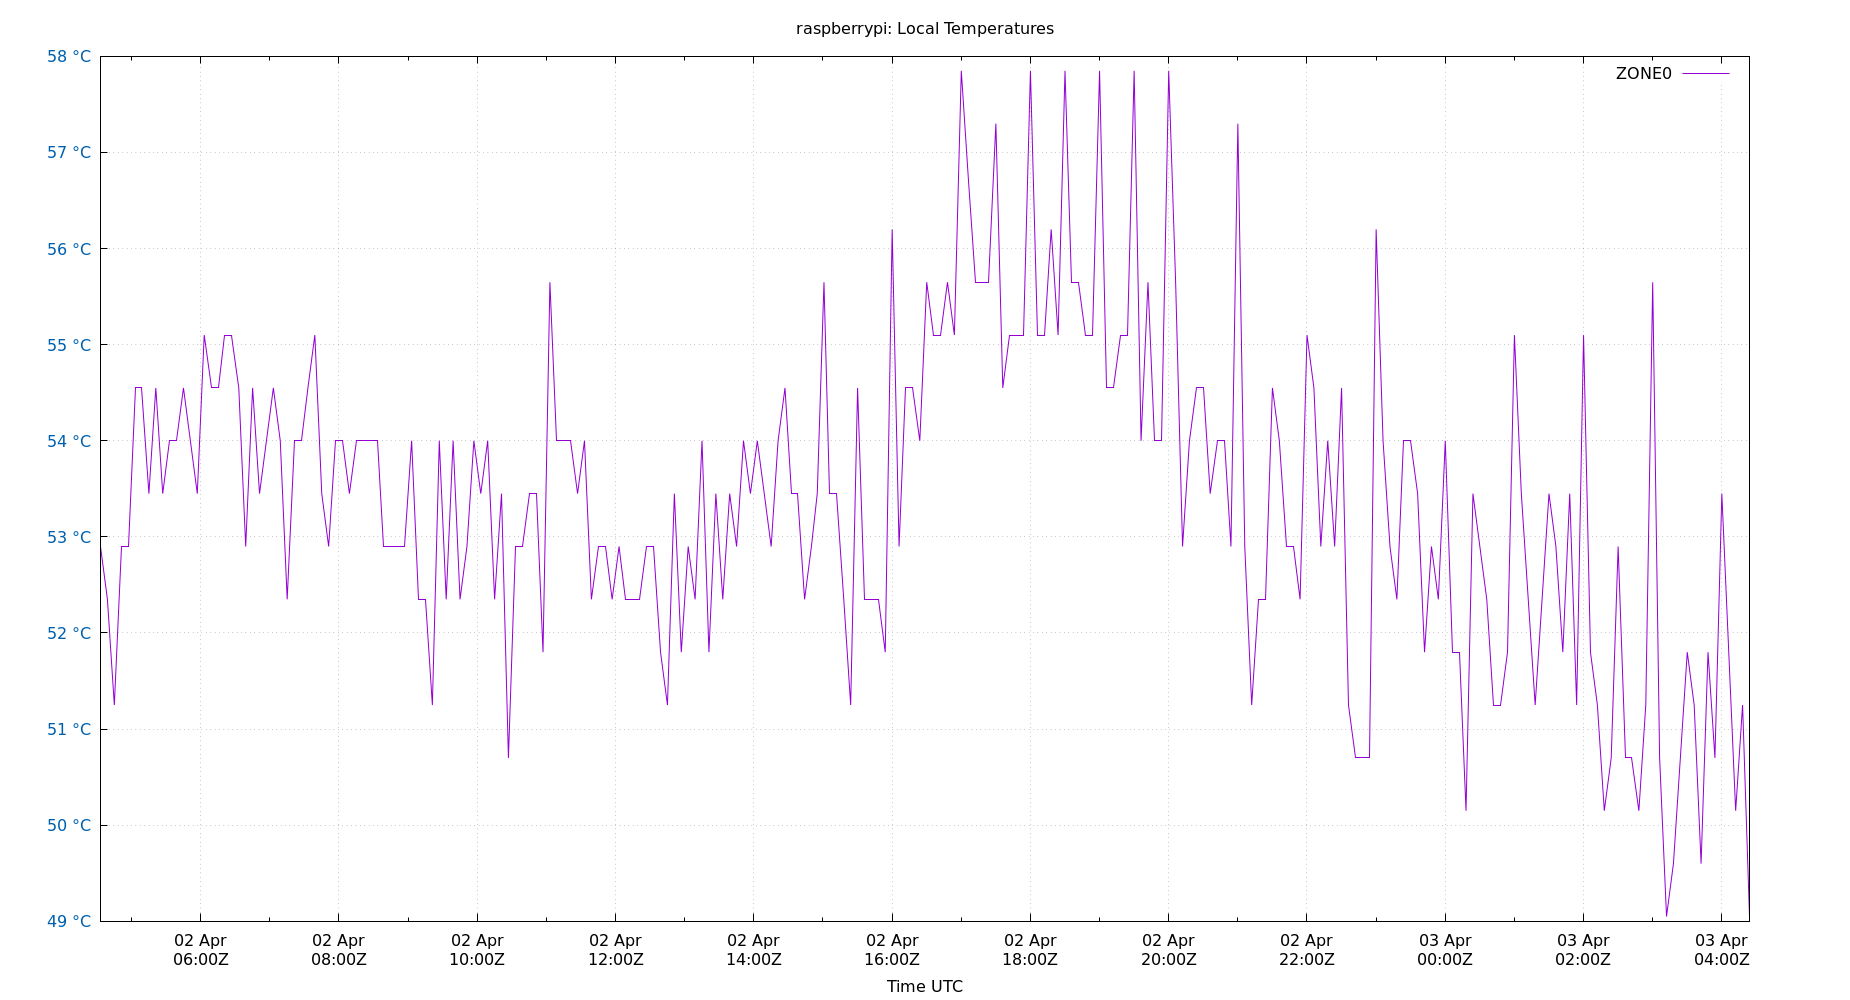 raspberrypi: Local Temperatures
58 °C
ZONE0
57 °C
56 °C
55 °C
54 °C
53 °C
52 °C
51 °C
50 °C
49 °C
02 Apr 02 Apr 02 Apr 02 Apr 02 Apr 02 Apr 02 Apr 02 Apr 02 Apr 03 Apr 03 Apr 03 Apr
06:00Z 08:00Z 10:00Z 12:00Z 14:00Z 16:00Z 18:00Z 20:00Z 22:00Z 00:00Z 02:00Z 04:00Z
Time UTC